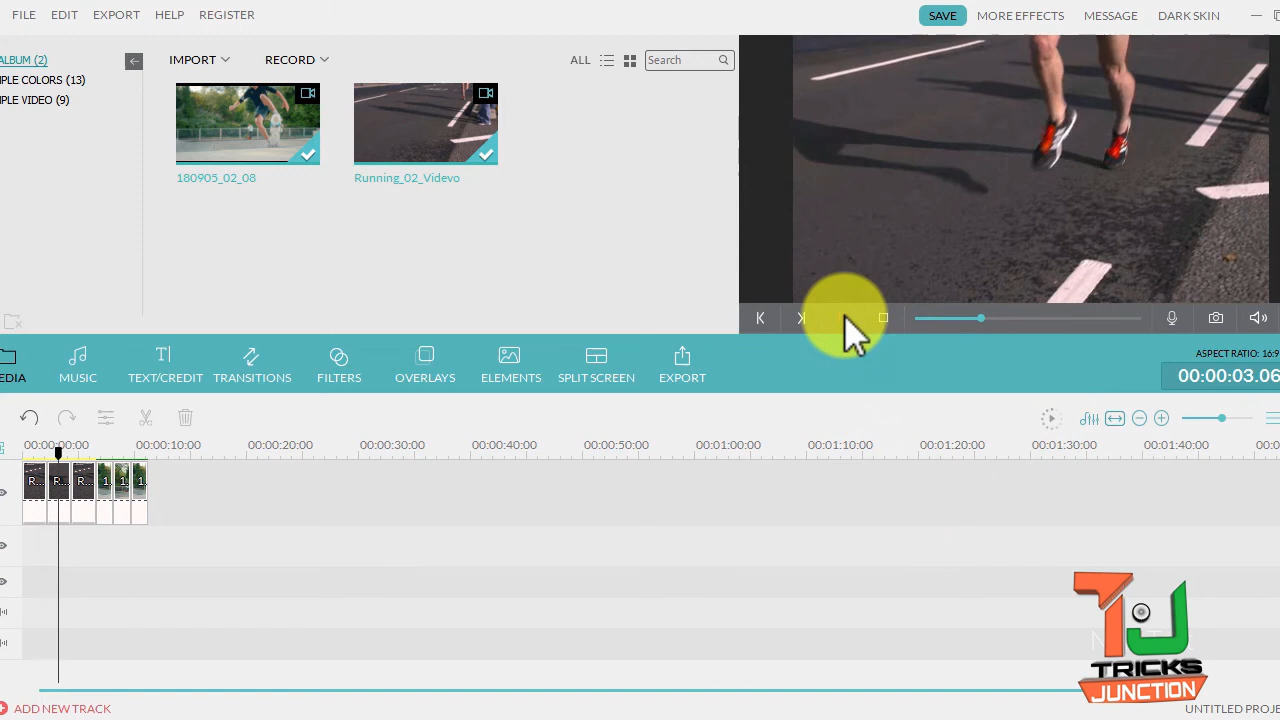 FILE EDIT EXPORT HELP REGISTER
SAVE MORE EFFECTS MESSAGE DARK SKIN
ALBUM (2)
IMPORT RECORD ALL Search
PLE COLORS (13)
PLE VIDEO (9)
180905_02_08 Running_02_Videvo
EDIA MUSIC TEXT/CREDIT TRANSITIONS FILTERS OVERLAYS ELEMENTS SPLIT SCREEN EXPORT
ASPECT RATIO: 16:9
00:00:03.06
00:00:00:00 00:00:10:00 00:00:20:00 00:00:30:00 00:00:40:00 00:00:50:00 00:01:00:00 00:01:10:00 00:01:20:00 00:01:30:00 00:01:40:00
R... R... R... 1 1 1
TJ
TRICKS
JUNCTION
ADD NEW TRACK
UNTITLED PROJE